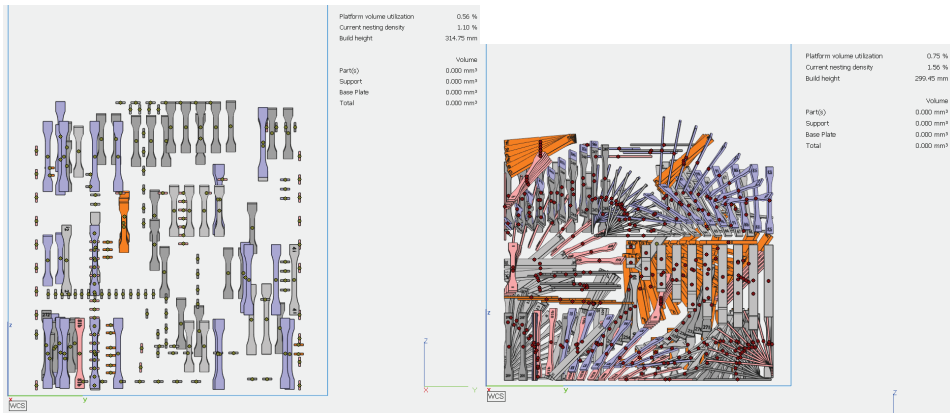 Platform volume utilization 0.56 %
Current nesting density 1.10 %
Build height 314.75 mm
Volume
Part(s) 0.000 mm³
Support 0.000 mm³
Base Plate 0.000 mm³
Total 0.000 mm³
z
x
y
WCS
Z
X
Y
Platform volume utilization 0.75 %
Current nesting density 1.56 %
Build height 299.45 mm
Volume
Part(s) 0.000 mm³
Support 0.000 mm³
Base Plate 0.000 mm³
Total 0.000 mm³
z
x
y
WCS
Z